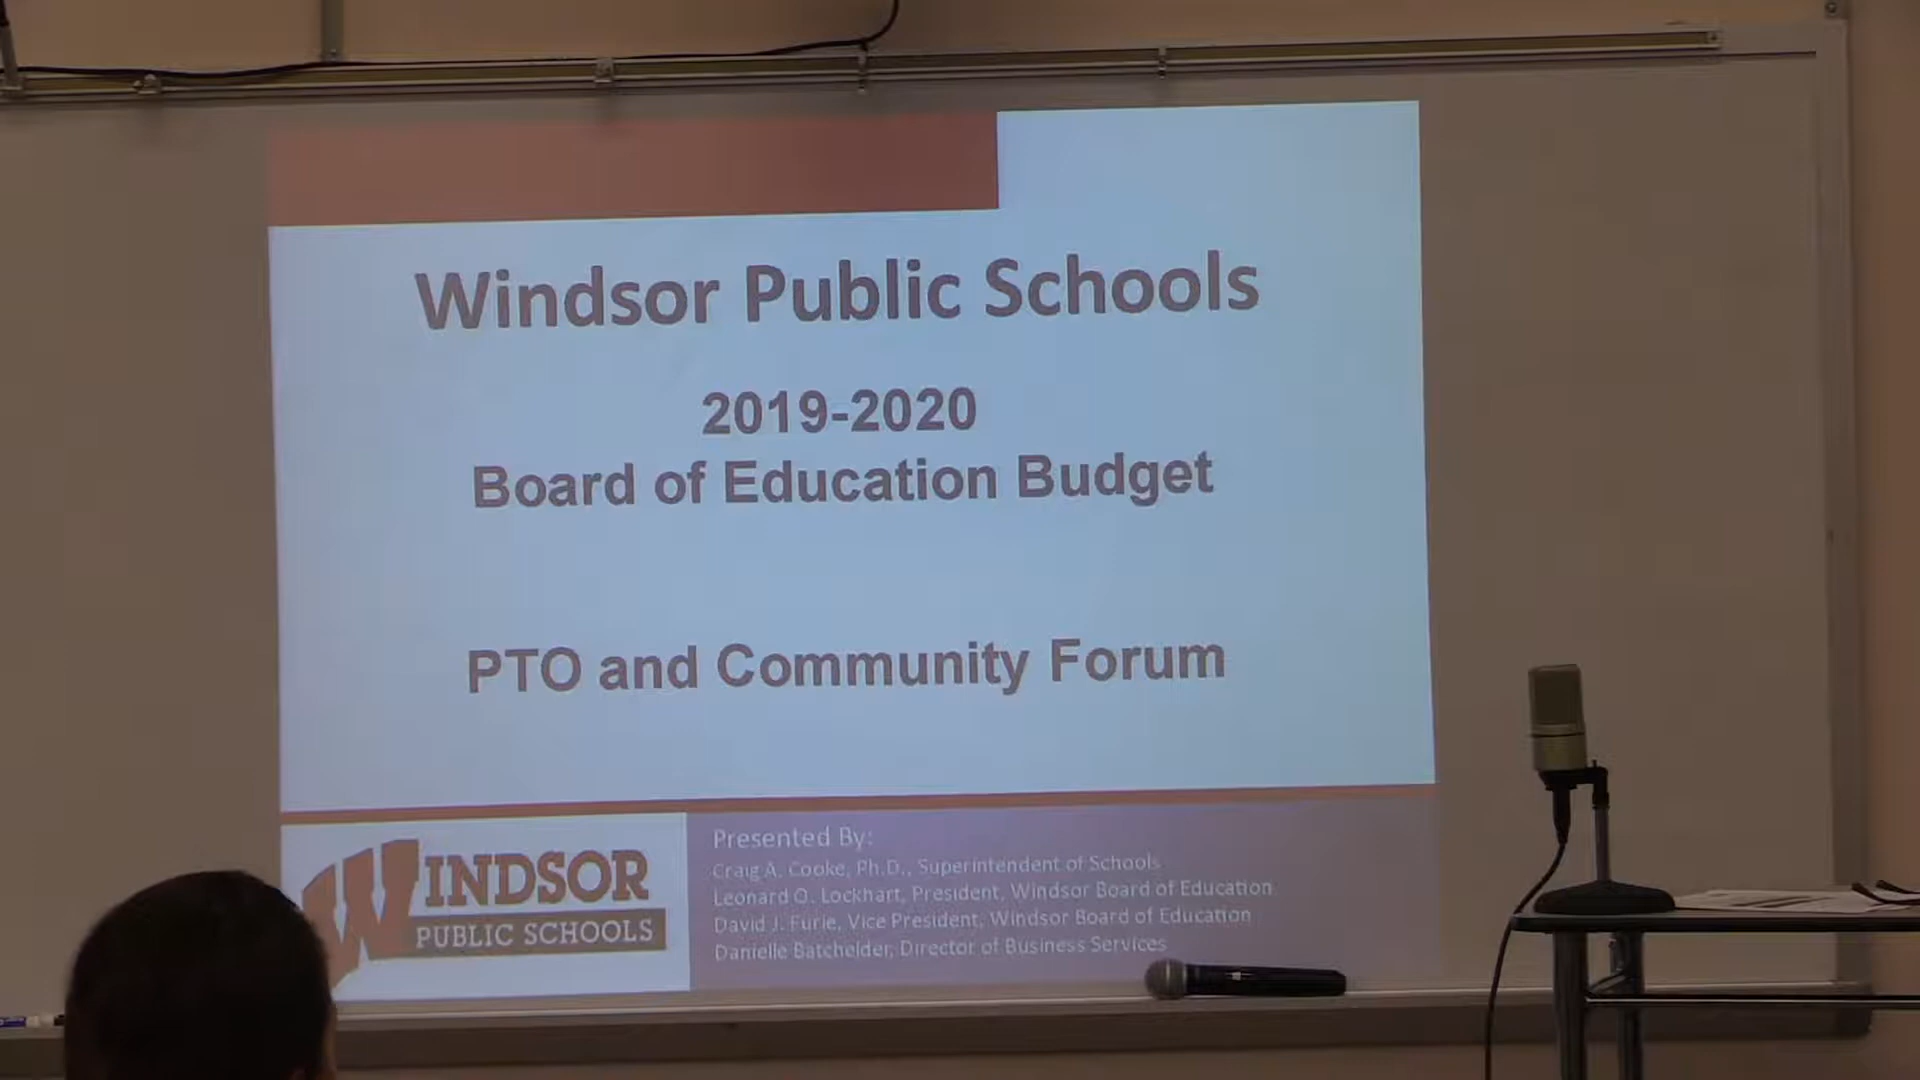 Windsor Public Schools
2019-2020
Board of Education Budget
PTO and Community Forum
WINDSOR
PUBLIC SCHOOLS
Presented By:
Craig A. Cooke, Ph.D., Superintendent of Schools
Leonard O. Lockhart, President, Windsor Board of Education
David J. Furie, Vice President, Windsor Board of Education
Danielle Batchelder, Director of Business Services